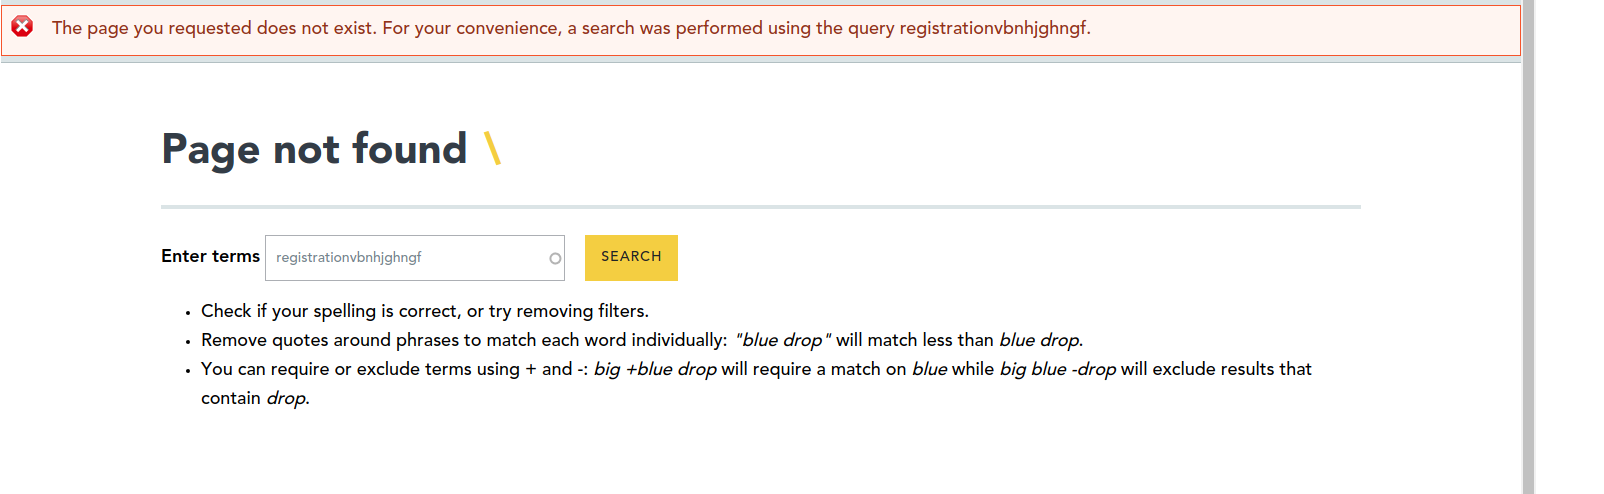 The page you requested does not exist. For your convenience, a search was performed using the query registrationvbnhjghngf.
Page not found \
Enter terms registrationvbnhjghngf SEARCH
• Check if your spelling is correct, or try removing filters.
• Remove quotes around phrases to match each word individually: "blue drop" will match less than blue drop.
• You can require or exclude terms using + and -: big +blue drop will require a match on blue while big blue -drop will exclude results that
contain drop.